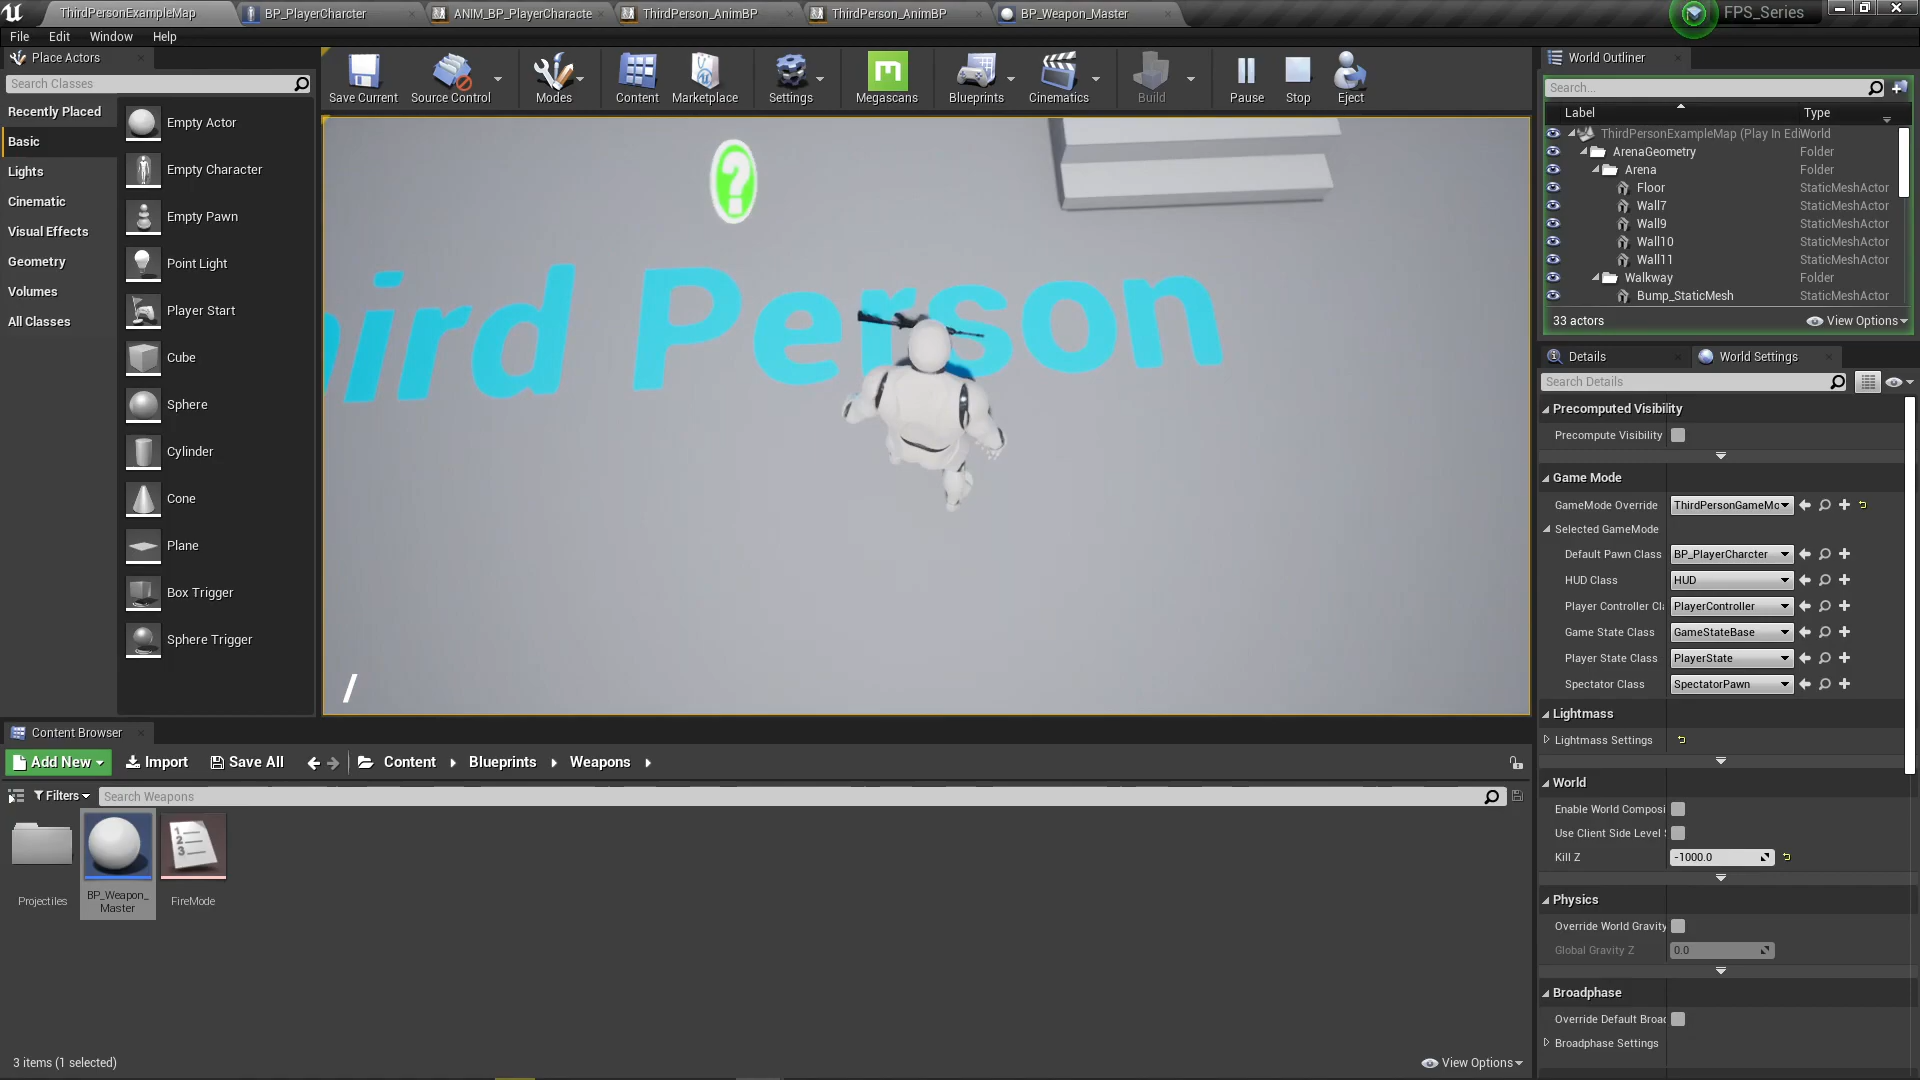 ThirdPersonExampleMap
BP_PlayerCharcter
ANIM_BP_PlayerCharacte
ThirdPerson_AnimBP
ThirdPerson_AnimBP
BP_Weapon_Master
FPS_Series
File
Edit
Window
Help
Place Actors
Search Classes
Recently Placed
Basic
Lights
Cinematic
Visual Effects
Geometry
Volumes
All Classes
Empty Actor
Empty Character
Empty Pawn
Point Light
Player Start
Cube
Sphere
Cylinder
Cone
Plane
Box Trigger
Sphere Trigger
Save Current
Source Control
Modes
Content
Marketplace
Settings
Megascans
Blueprints
Cinematics
Build
Pause
Stop
Eject
?
hird Person
/
World Outliner
Search...
Label Type
ThirdPersonExampleMap (Play In Edi World
ArenaGeometry Folder
Arena Folder
Floor StaticMeshActor
Wall7 StaticMeshActor
Wall9 StaticMeshActor
Wall10 StaticMeshActor
Wall11 StaticMeshActor
Walkway Folder
Bump_StaticMesh StaticMeshActor
33 actors
View Options
Details
World Settings
Search Details
Precomputed Visibility
Precompute Visibility
Game Mode
GameMode Override ThirdPersonGameMo
Selected GameMode
Default Pawn Class BP_PlayerCharcter
HUD Class HUD
Player Controller Cl PlayerController
Game State Class GameStateBase
Player State Class PlayerState
Spectator Class SpectatorPawn
Lightmass
Lightmass Settings
World
Enable World Composi
Use Client Side Level S
Kill Z -1000.0
Physics
Override World Gravity
Global Gravity Z 0.0
Broadphase
Override Default Broad
Broadphase Settings
Content Browser
Add New
Import
Save All
Content
Blueprints
Weapons
Filters
Search Weapons
Projectiles
BP_Weapon_
Master
1
2
3
FireMode
3 items (1 selected)
View Options